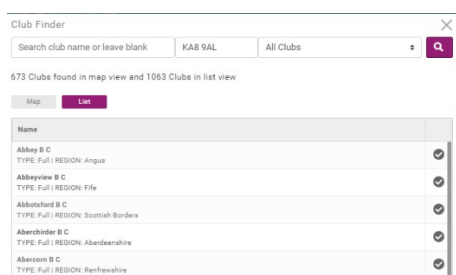 Club Finder
Search club name or leave blank
KA8 9AL
All Clubs
673 Clubs found in map view and 1063 Clubs in list view
Map
List
Name
Abbey B C
TYPE: Full | REGION: Angus
Abbeyview B C
TYPE: Full | REGION: Fife
Abbotsford B C
TYPE: Full | REGION: Scottish Borders
Aberchirder B C
TYPE: Full | REGION: Aberdeenshire
Abercorn B C
TYPE: Full | REGION: Renfrewshire